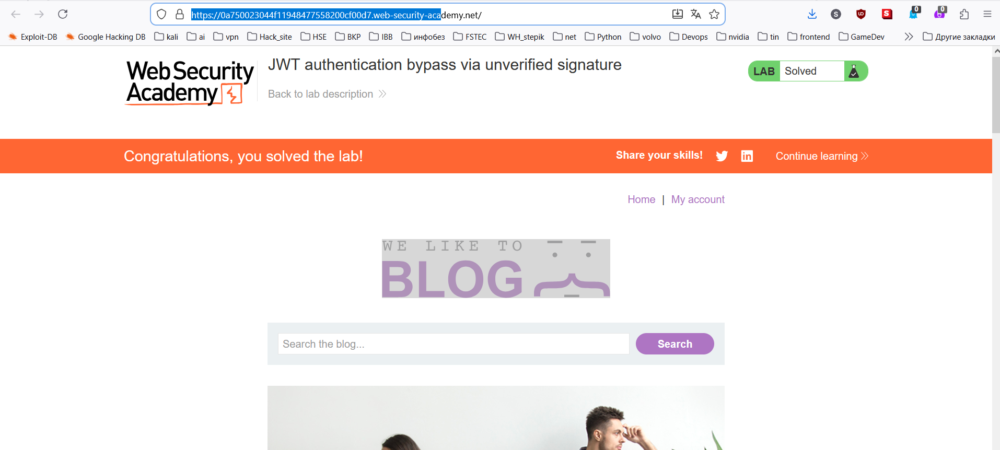 https://0a750023044f11948477558200cf00d7.web-security-academy.net/
S
0
0
Exploit-DB Google Hacking DB kali ai vpn Hack_site HSE BKP IBB инфобез FSTEC WH_stepik net Python volvo Devops nvidia tin frontend GameDev Другие закладки
Web Security
Academy
JWT authentication bypass via unverified signature
Back to lab description
LAB Solved
Congratulations, you solved the lab!
Share your skills!
in
Continue learning
Home | My account
WE LIKE TO
BLOG
Search the blog...
Search